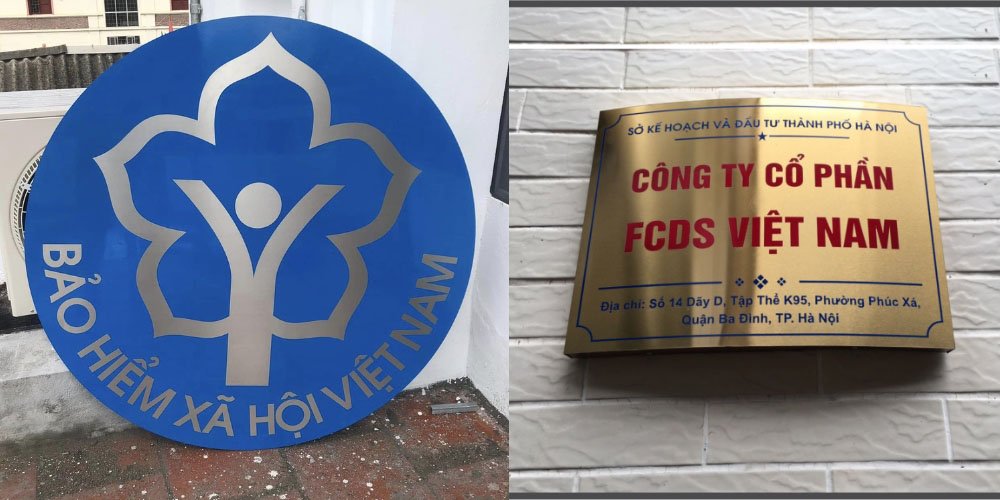 BẢO HIỂM XÃ HỘI VIỆT NAM
SỞ KẾ HOẠCH VÀ ĐẦU TƯ THÀNH PHỐ HÀ NỘI
CÔNG TY CỔ PHẦN
FCDS VIỆT NAM
Địa chỉ: Số 14 Dãy D, Tập Thể K95, Phường Phúc Xá,
Quận Ba Đình, TP. Hà Nội